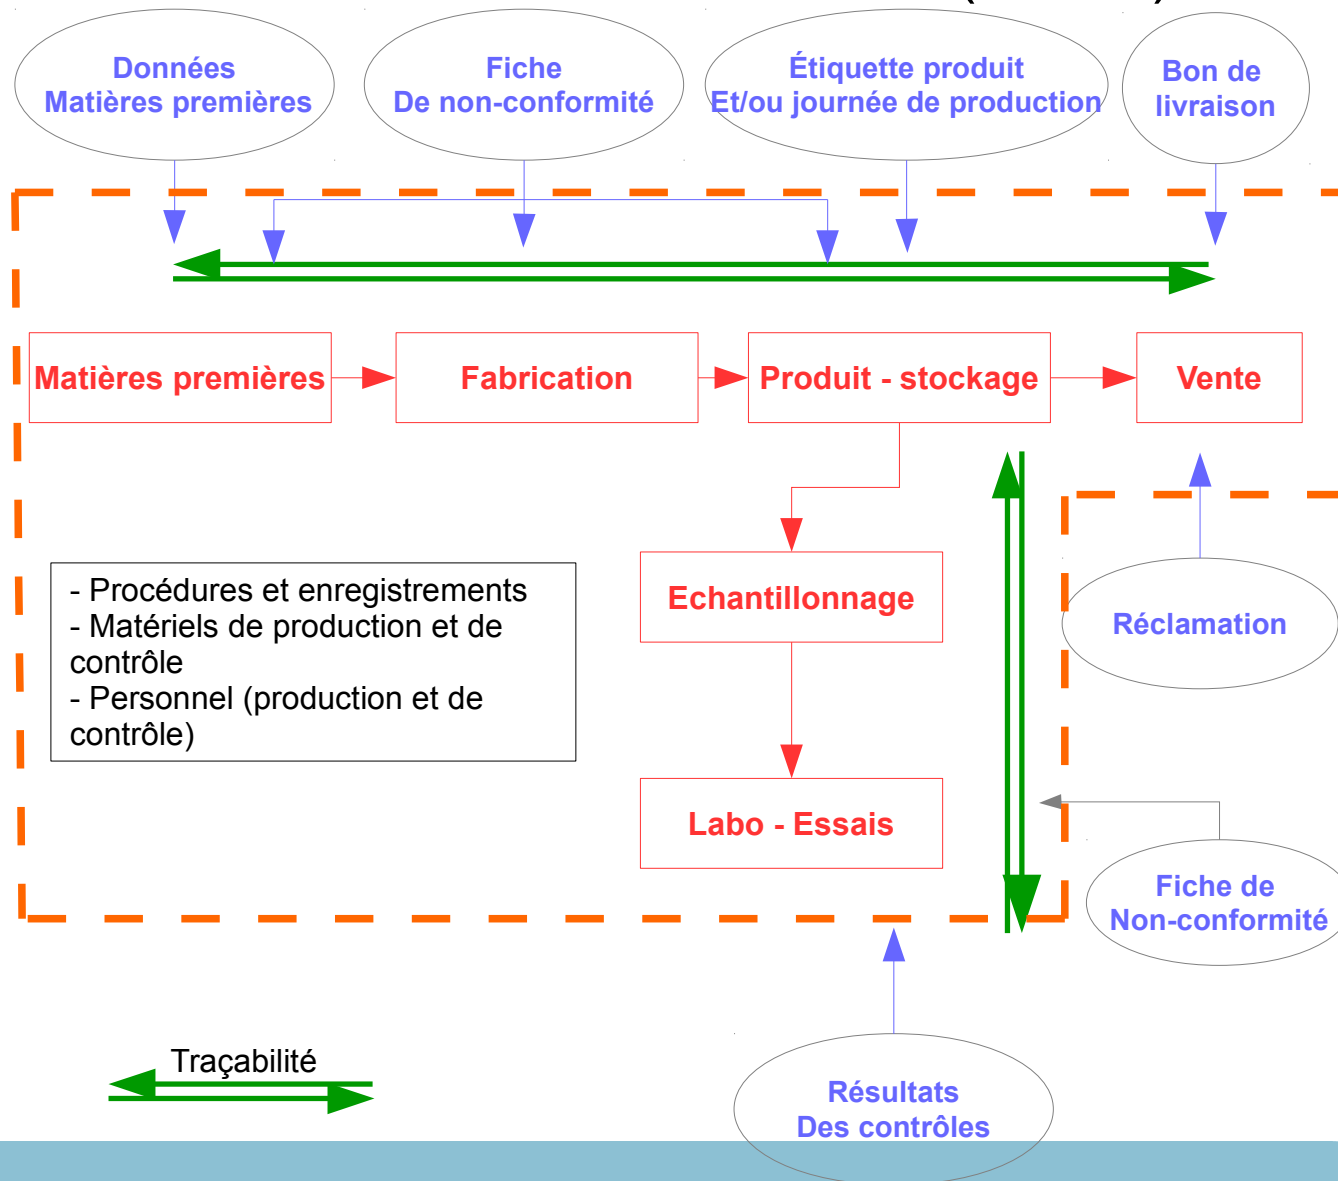 Données
Matières premières
Fiche
De non-conformité
Étiquette produit
Et/ou journée de production
Bon de
livraison
Matières premières
Fabrication
Produit - stockage
Vente
- Procédures et enregistrements
- Matériels de production et de
contrôle
- Personnel (production et de
contrôle)
Echantillonnage
Réclamation
Labo - Essais
Fiche de
Non-conformité
Traçabilité
Résultats
Des contrôles